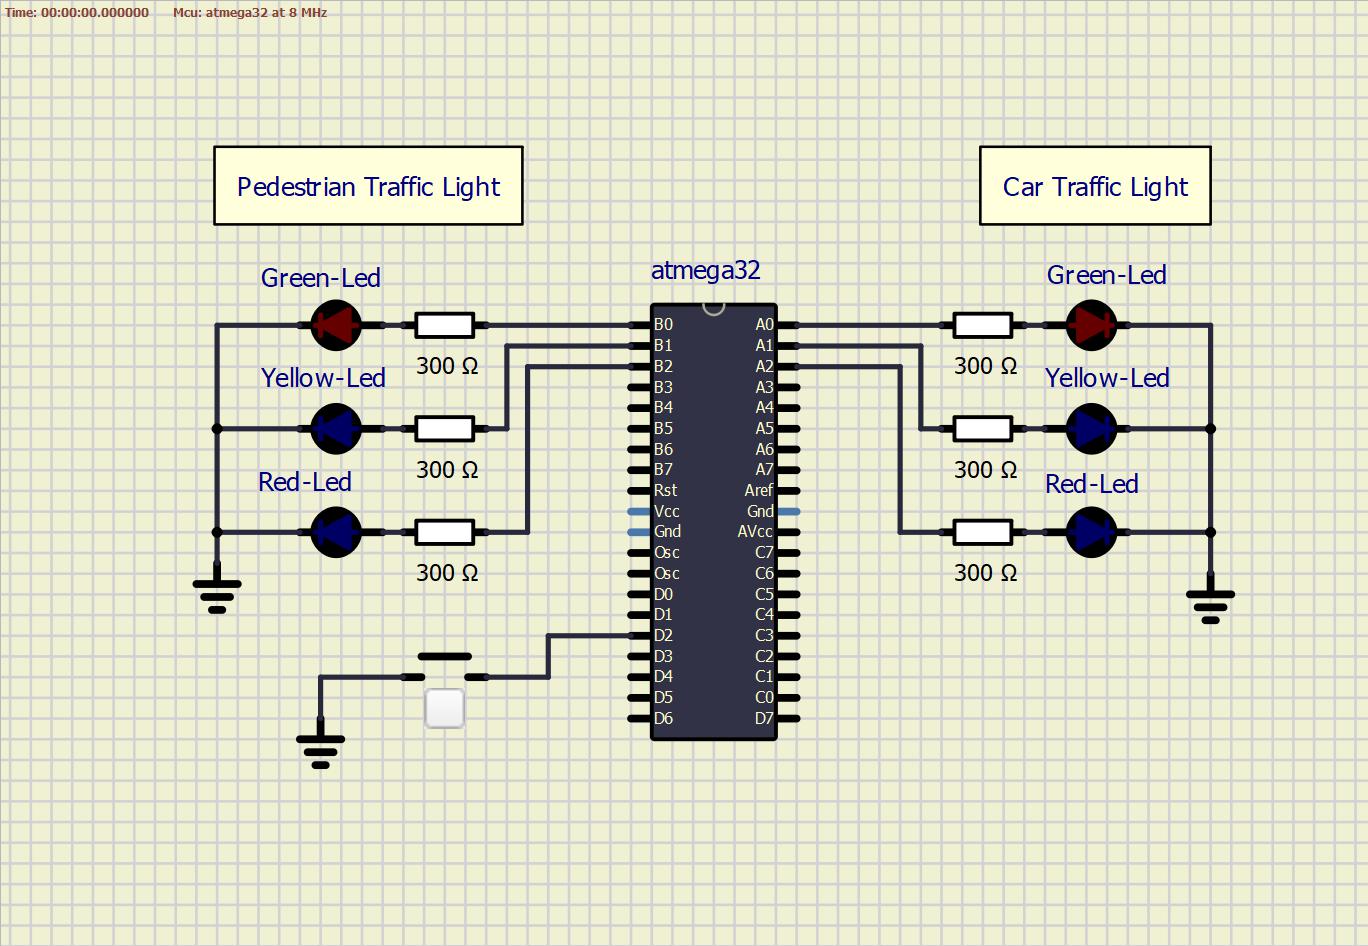 Time: 00:00:00.000000 Mcu: atmega32 at 8 MHz
Pedestrian Traffic Light
Car Traffic Light
atmega32
Green-Led
Green-Led
300 Ω
300 Ω
Yellow-Led
Yellow-Led
300 Ω
300 Ω
Red-Led
Red-Led
300 Ω
300 Ω
B0 A0
B1 A1
B2 A2
B3 A3
B4 A4
B5 A5
B6 A6
B7 A7
Rst Aref
Vcc Gnd
Gnd AVcc
Osc C7
Osc C6
D0 C5
D1 C4
D2 C3
D3 C2
D4 C1
D5 C0
D6 D7